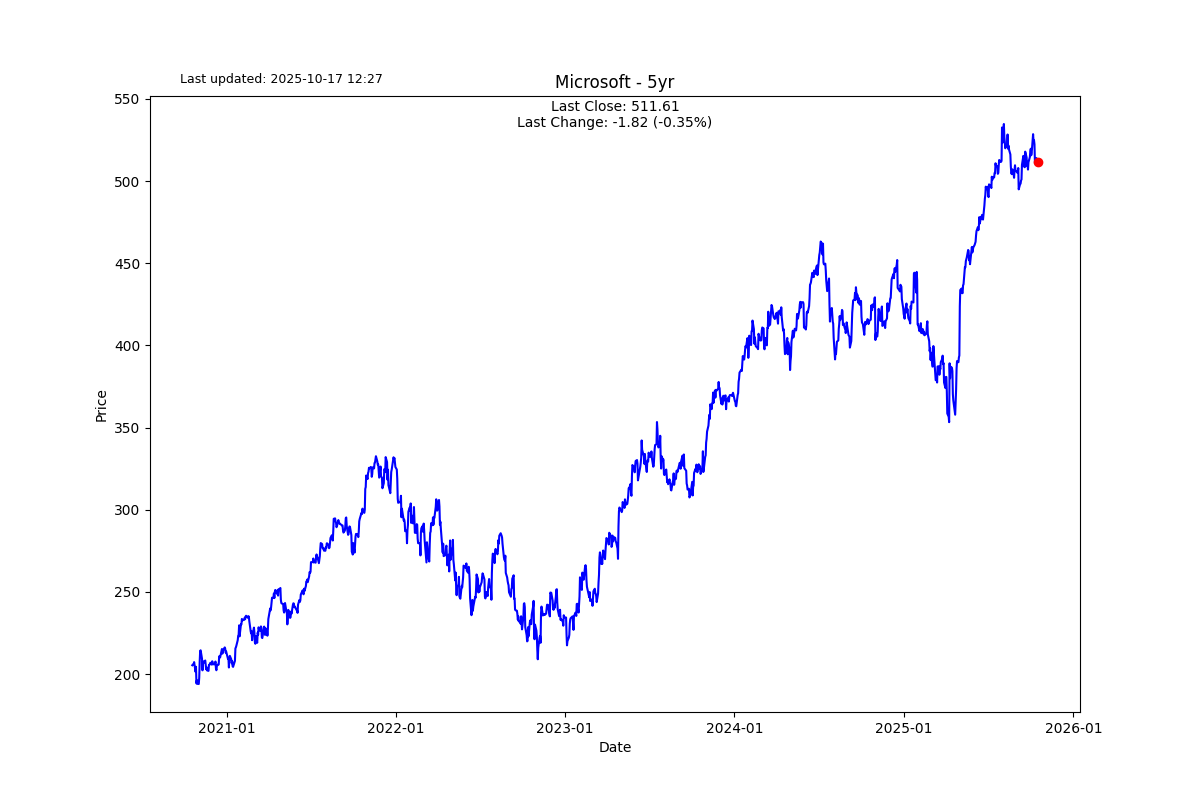 Last updated: 2025-10-17 12:27
Microsoft - 5yr
Last Close: 511.61
Last Change: -1.82 (-0.35%)
Price
550
500
450
400
350
300
250
200
2021-01
2022-01
2023-01
2024-01
2025-01
2026-01
Date